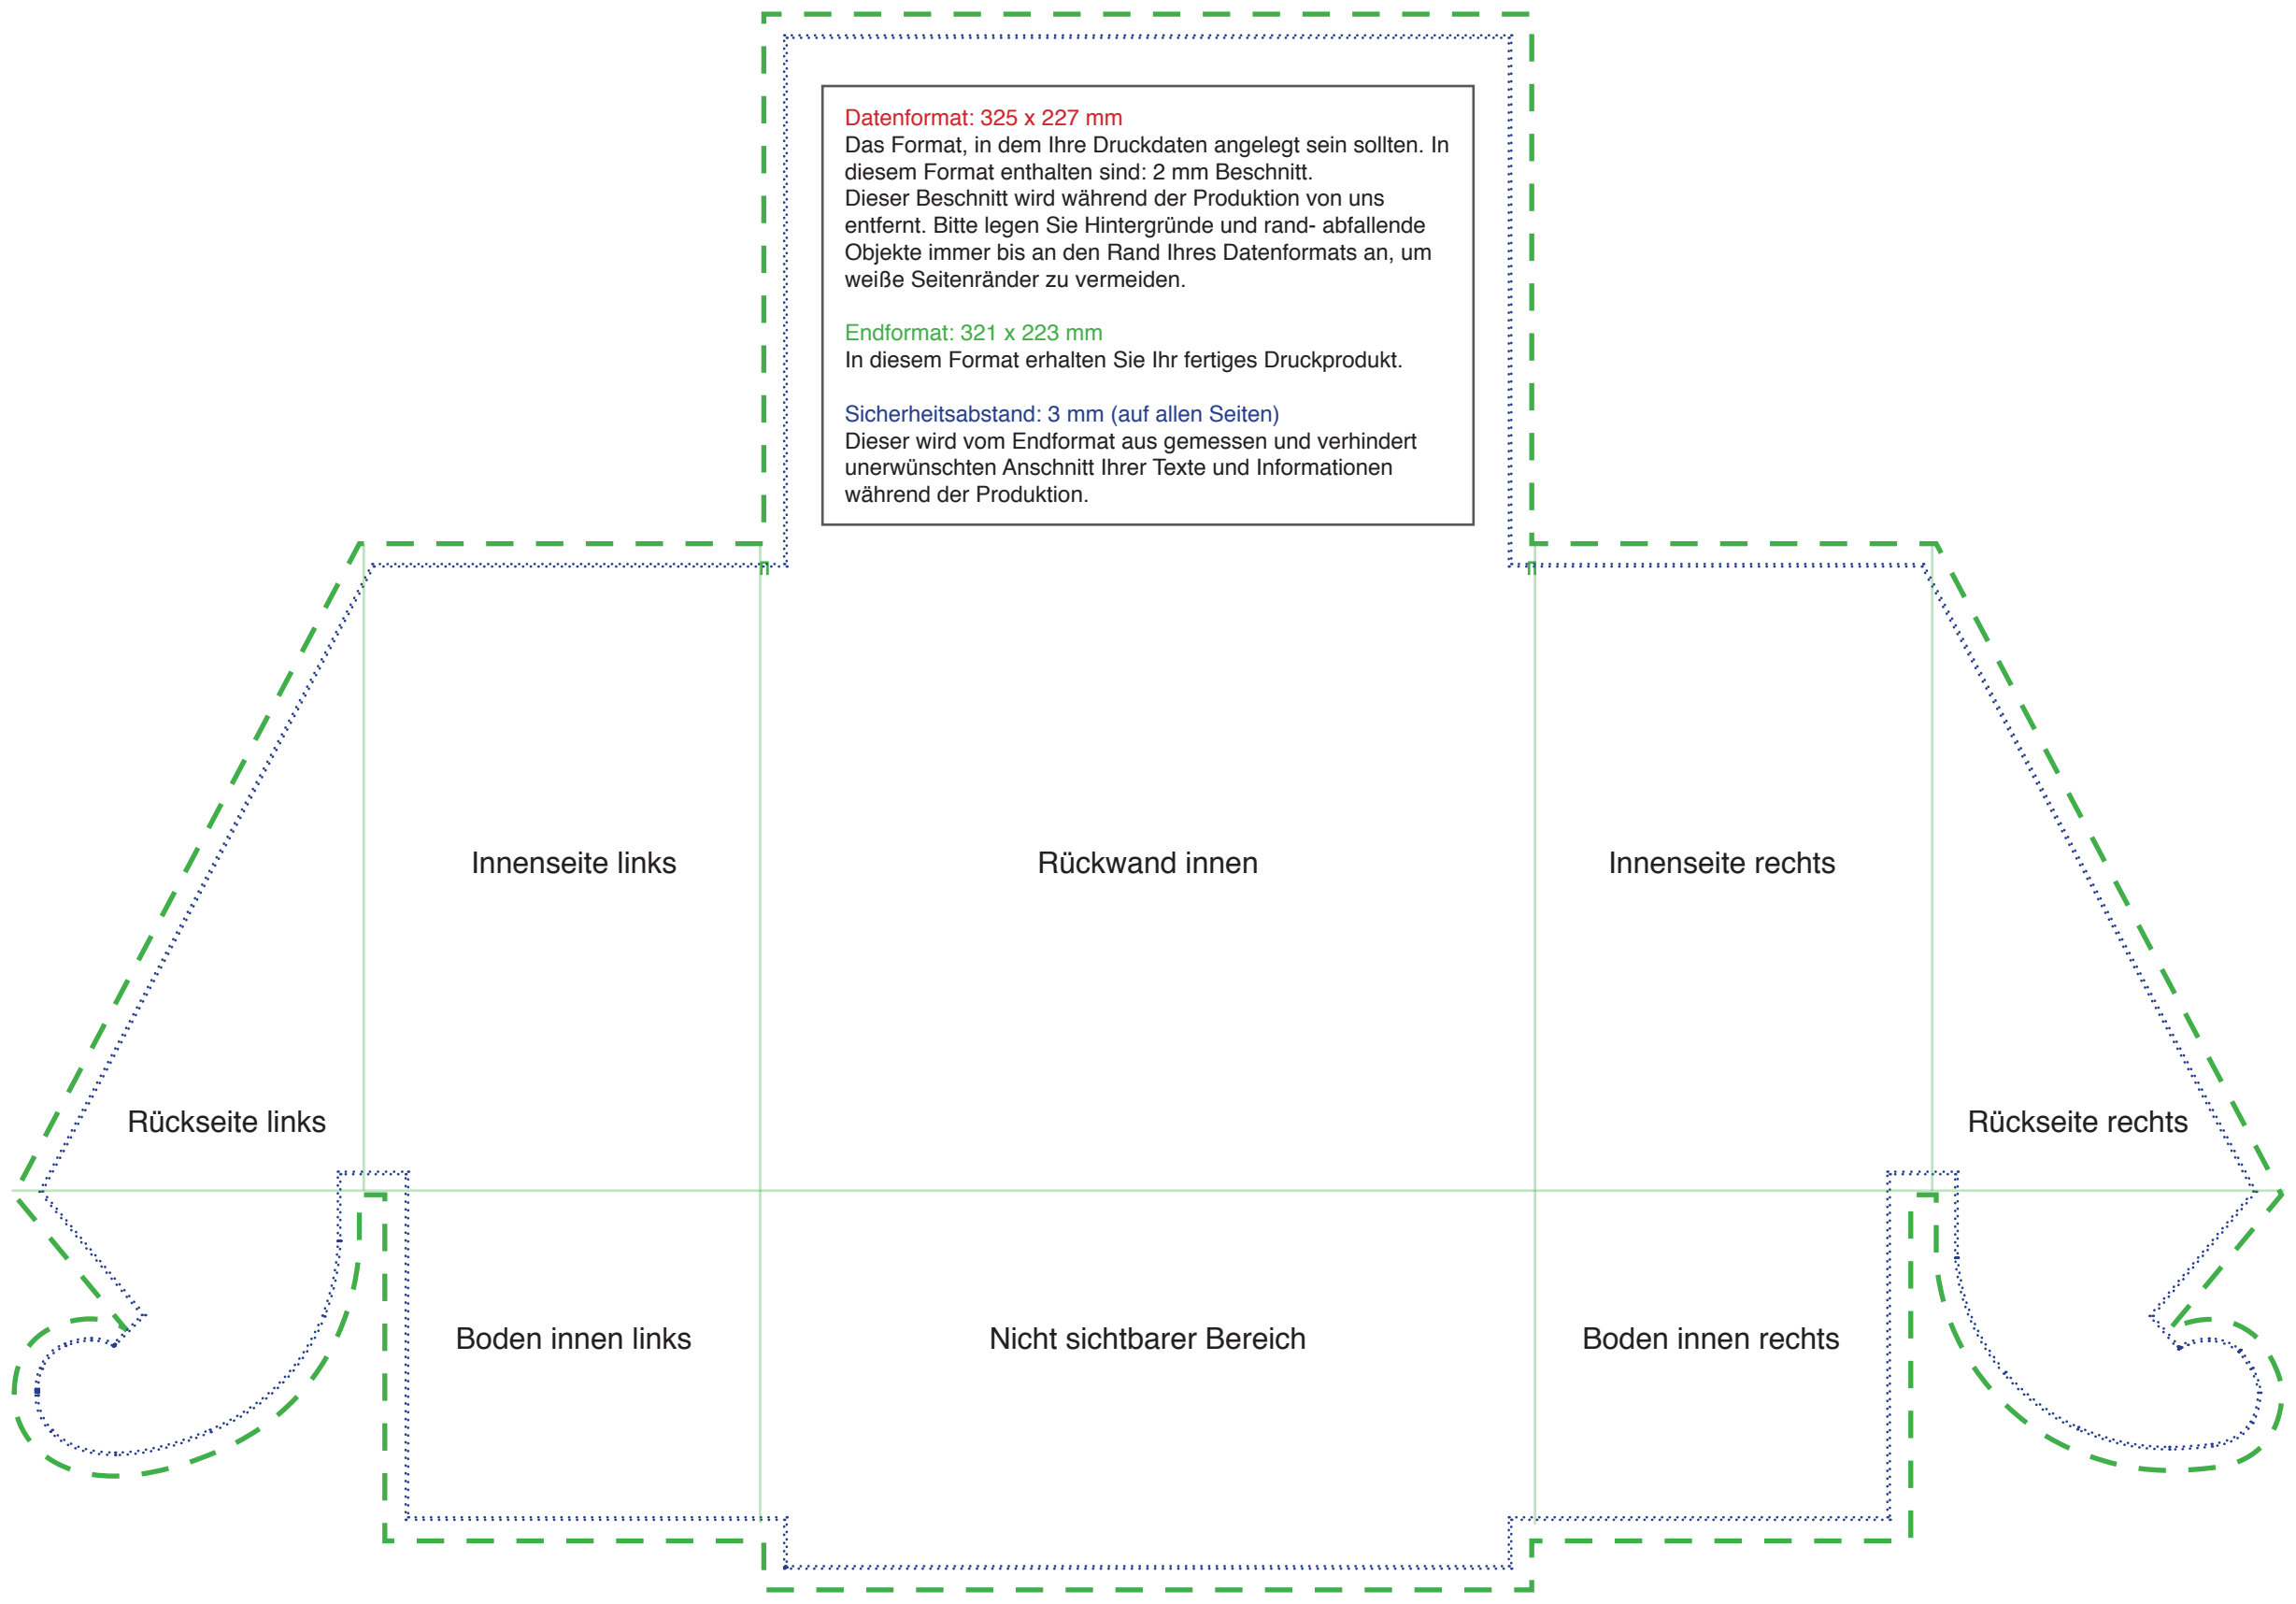 Datenformat: 325 x 227 mm
Das Format, in dem Ihre Druckdaten angelegt sein sollten. In
diesem Format enthalten sind: 2 mm Beschnitt.
Dieser Beschnitt wird während der Produktion von uns
entfernt. Bitte legen Sie Hintergründe und rand- abfallende
Objekte immer bis an den Rand Ihres Datenformats an, um
weiße Seitenränder zu vermeiden.
Endformat: 321 x 223 mm
In diesem Format erhalten Sie Ihr fertiges Druckprodukt.
Sicherheitsabstand: 3 mm (auf allen Seiten)
Dieser wird vom Endformat aus gemessen und verhindert
unerwünschten Anschnitt Ihrer Texte und Informationen
während der Produktion.
Innenseite links
Rückwand innen
Innenseite rechts
Rückseite links
Rückseite rechts
Boden innen links
Nicht sichtbarer Bereich
Boden innen rechts